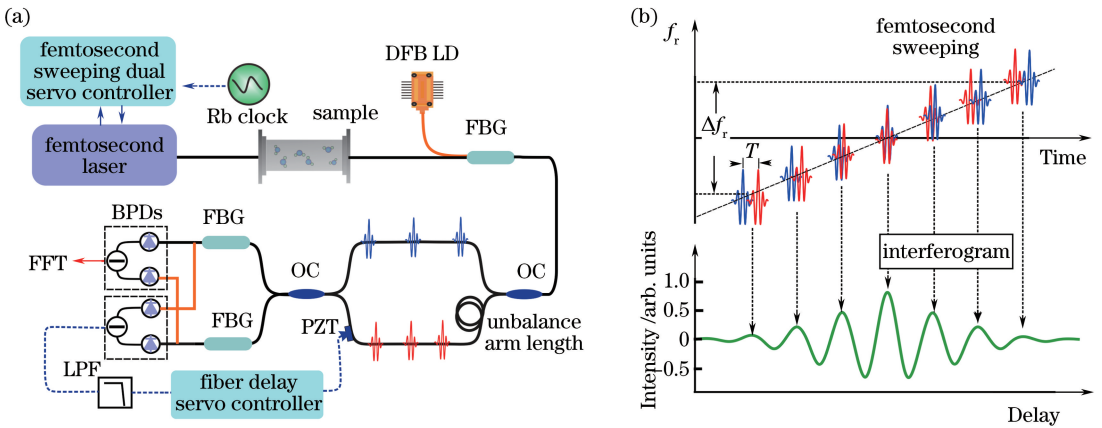 (a)
femtosecond
sweeping dual
servo controller
Rb clock
femtosecond
laser
sample
DFB LD
FBG
BPDs
FBG
FFT
OC
OC
PZT
FBG
unbalance
arm length
LPF
fiber delay
servo controller
(b)
fr
femtosecond
sweeping
Δfr
T
Time
interferogram
Intensity /arb. units
1.0
0.5
0
−0.5
Delay